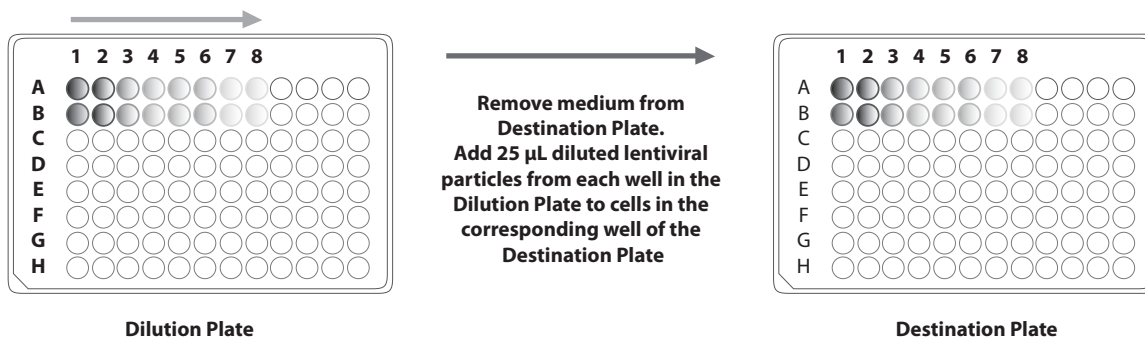 1 2 3 4 5 6 7 8
A
B
C
D
E
F
G
H
Dilution Plate
Remove medium from
Destination Plate.
Add 25 µL diluted lentiviral
particles from each well in the
Dilution Plate to cells in the
corresponding well of the
Destination Plate
1 2 3 4 5 6 7 8
A
B
C
D
E
F
G
H
Destination Plate